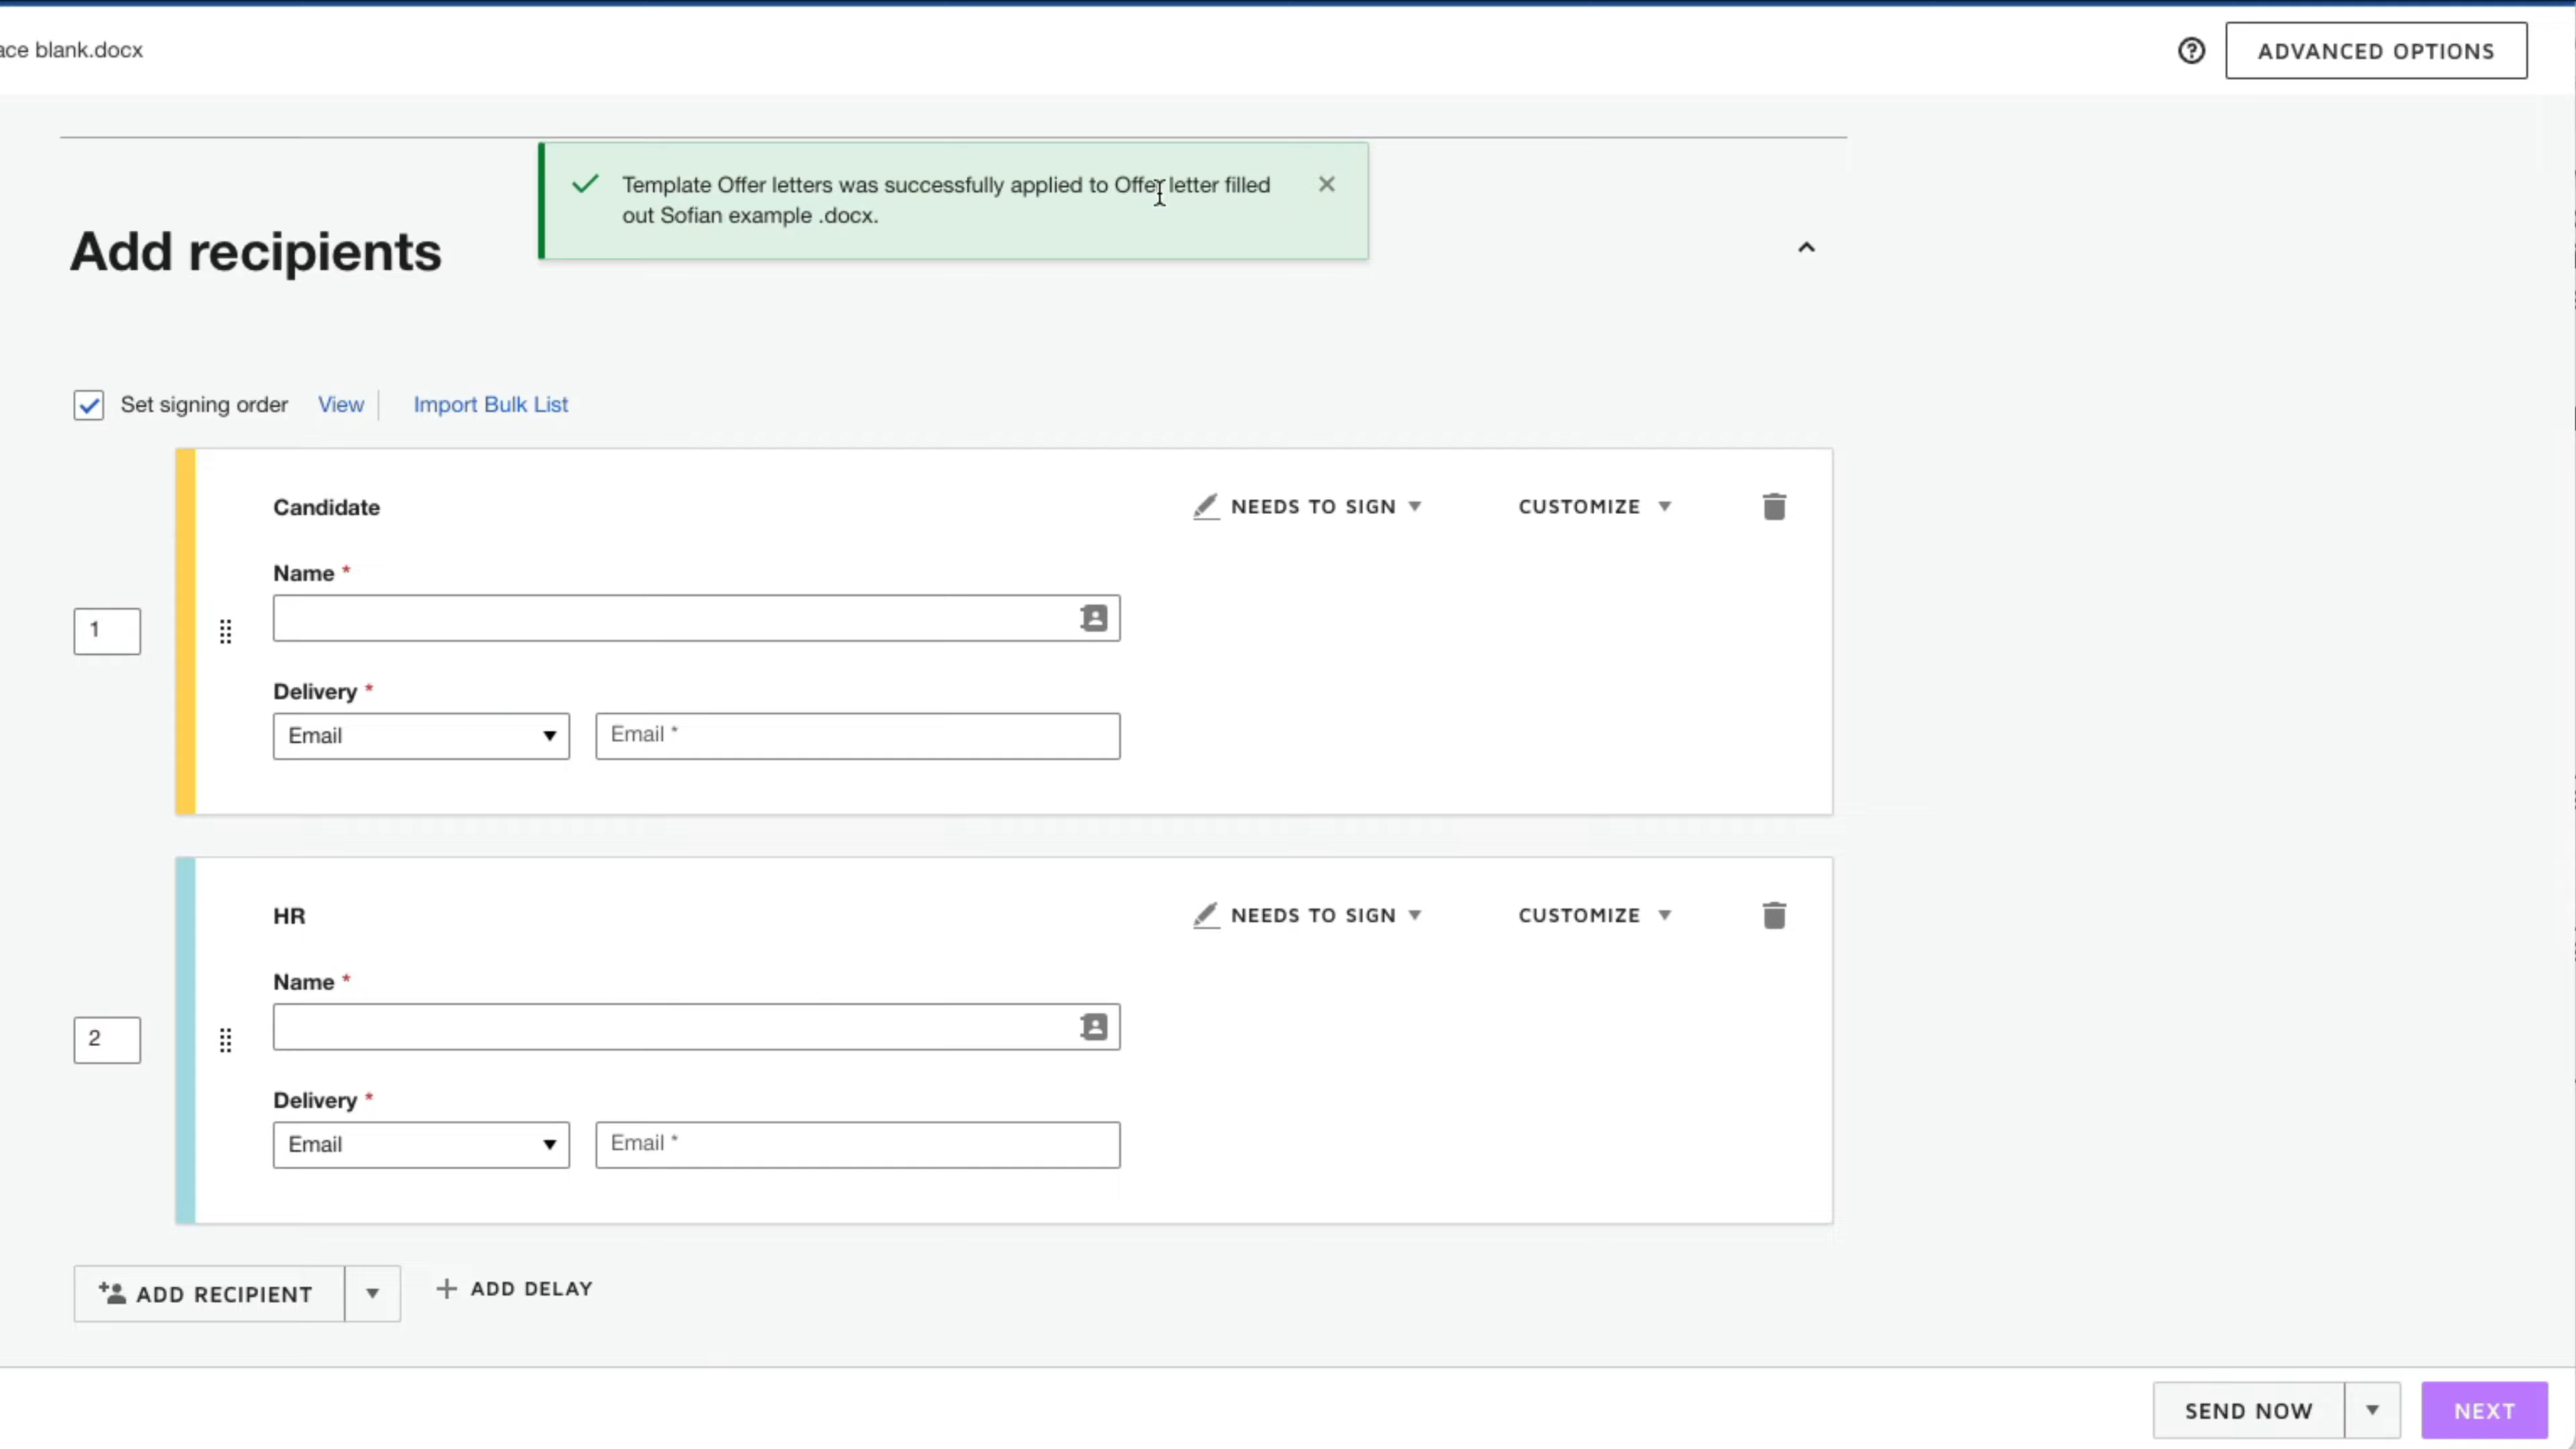 ace blank.docx
ADVANCED OPTIONS
Template Offer letters was successfully applied to Offer letter filled
out Sofian example .docx.
Add recipients
Set signing order View Import Bulk List
Candidate NEEDS TO SIGN CUSTOMIZE
Name *
1
Delivery *
Email Email *
HR NEEDS TO SIGN CUSTOMIZE
Name *
2
Delivery *
Email Email *
ADD RECIPIENT + ADD DELAY
SEND NOW NEXT